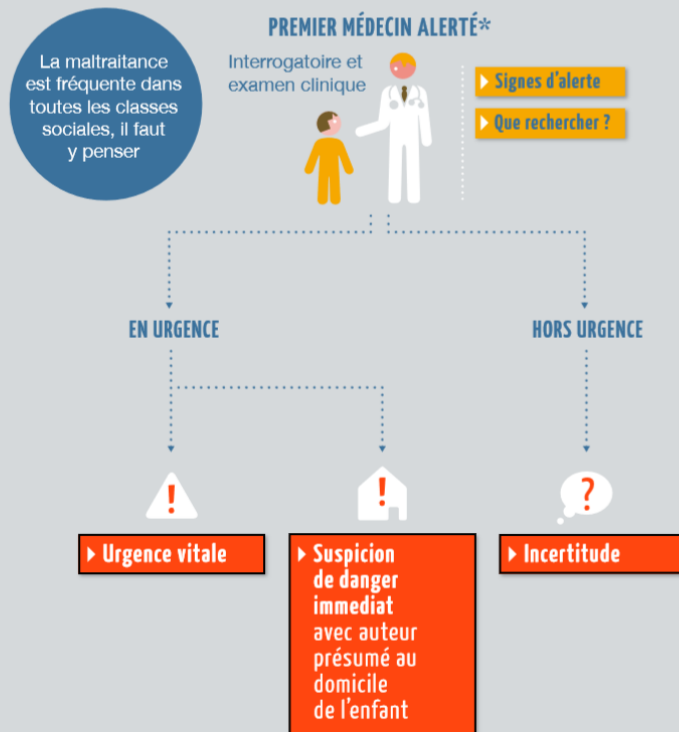 PREMIER MÉDECIN ALERTÉ*
La maltraitance
est fréquente dans
toutes les classes
sociales, il faut
y penser
Interrogatoire et
examen clinique
Signes d'alerte
Que rechercher ?
EN URGENCE
HORS URGENCE
!
!
?
Urgence vitale
Suspicion
de danger
immediat
avec auteur
présumé au
domicile
de l'enfant
Incertitude